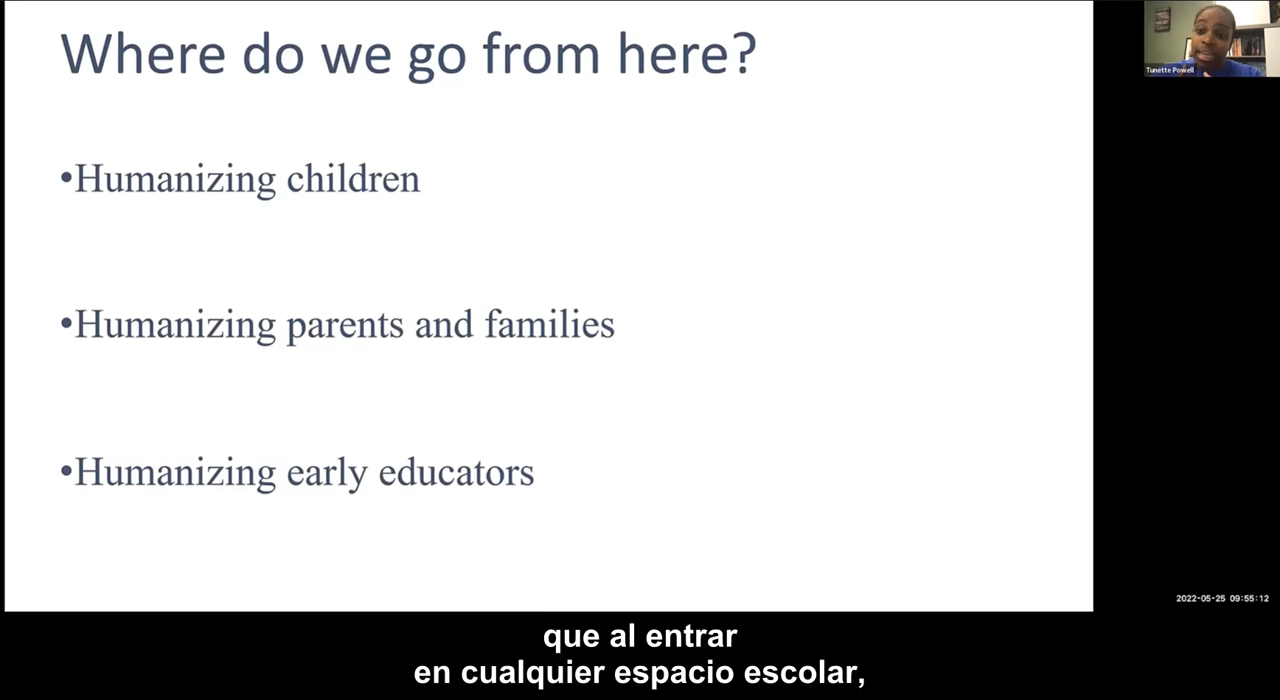 Where do we go from here?
•Humanizing children
•Humanizing parents and families
•Humanizing early educators
Tunette Powell
2022-05-25 09:55:12
que al entrar
en cualquier espacio escolar,